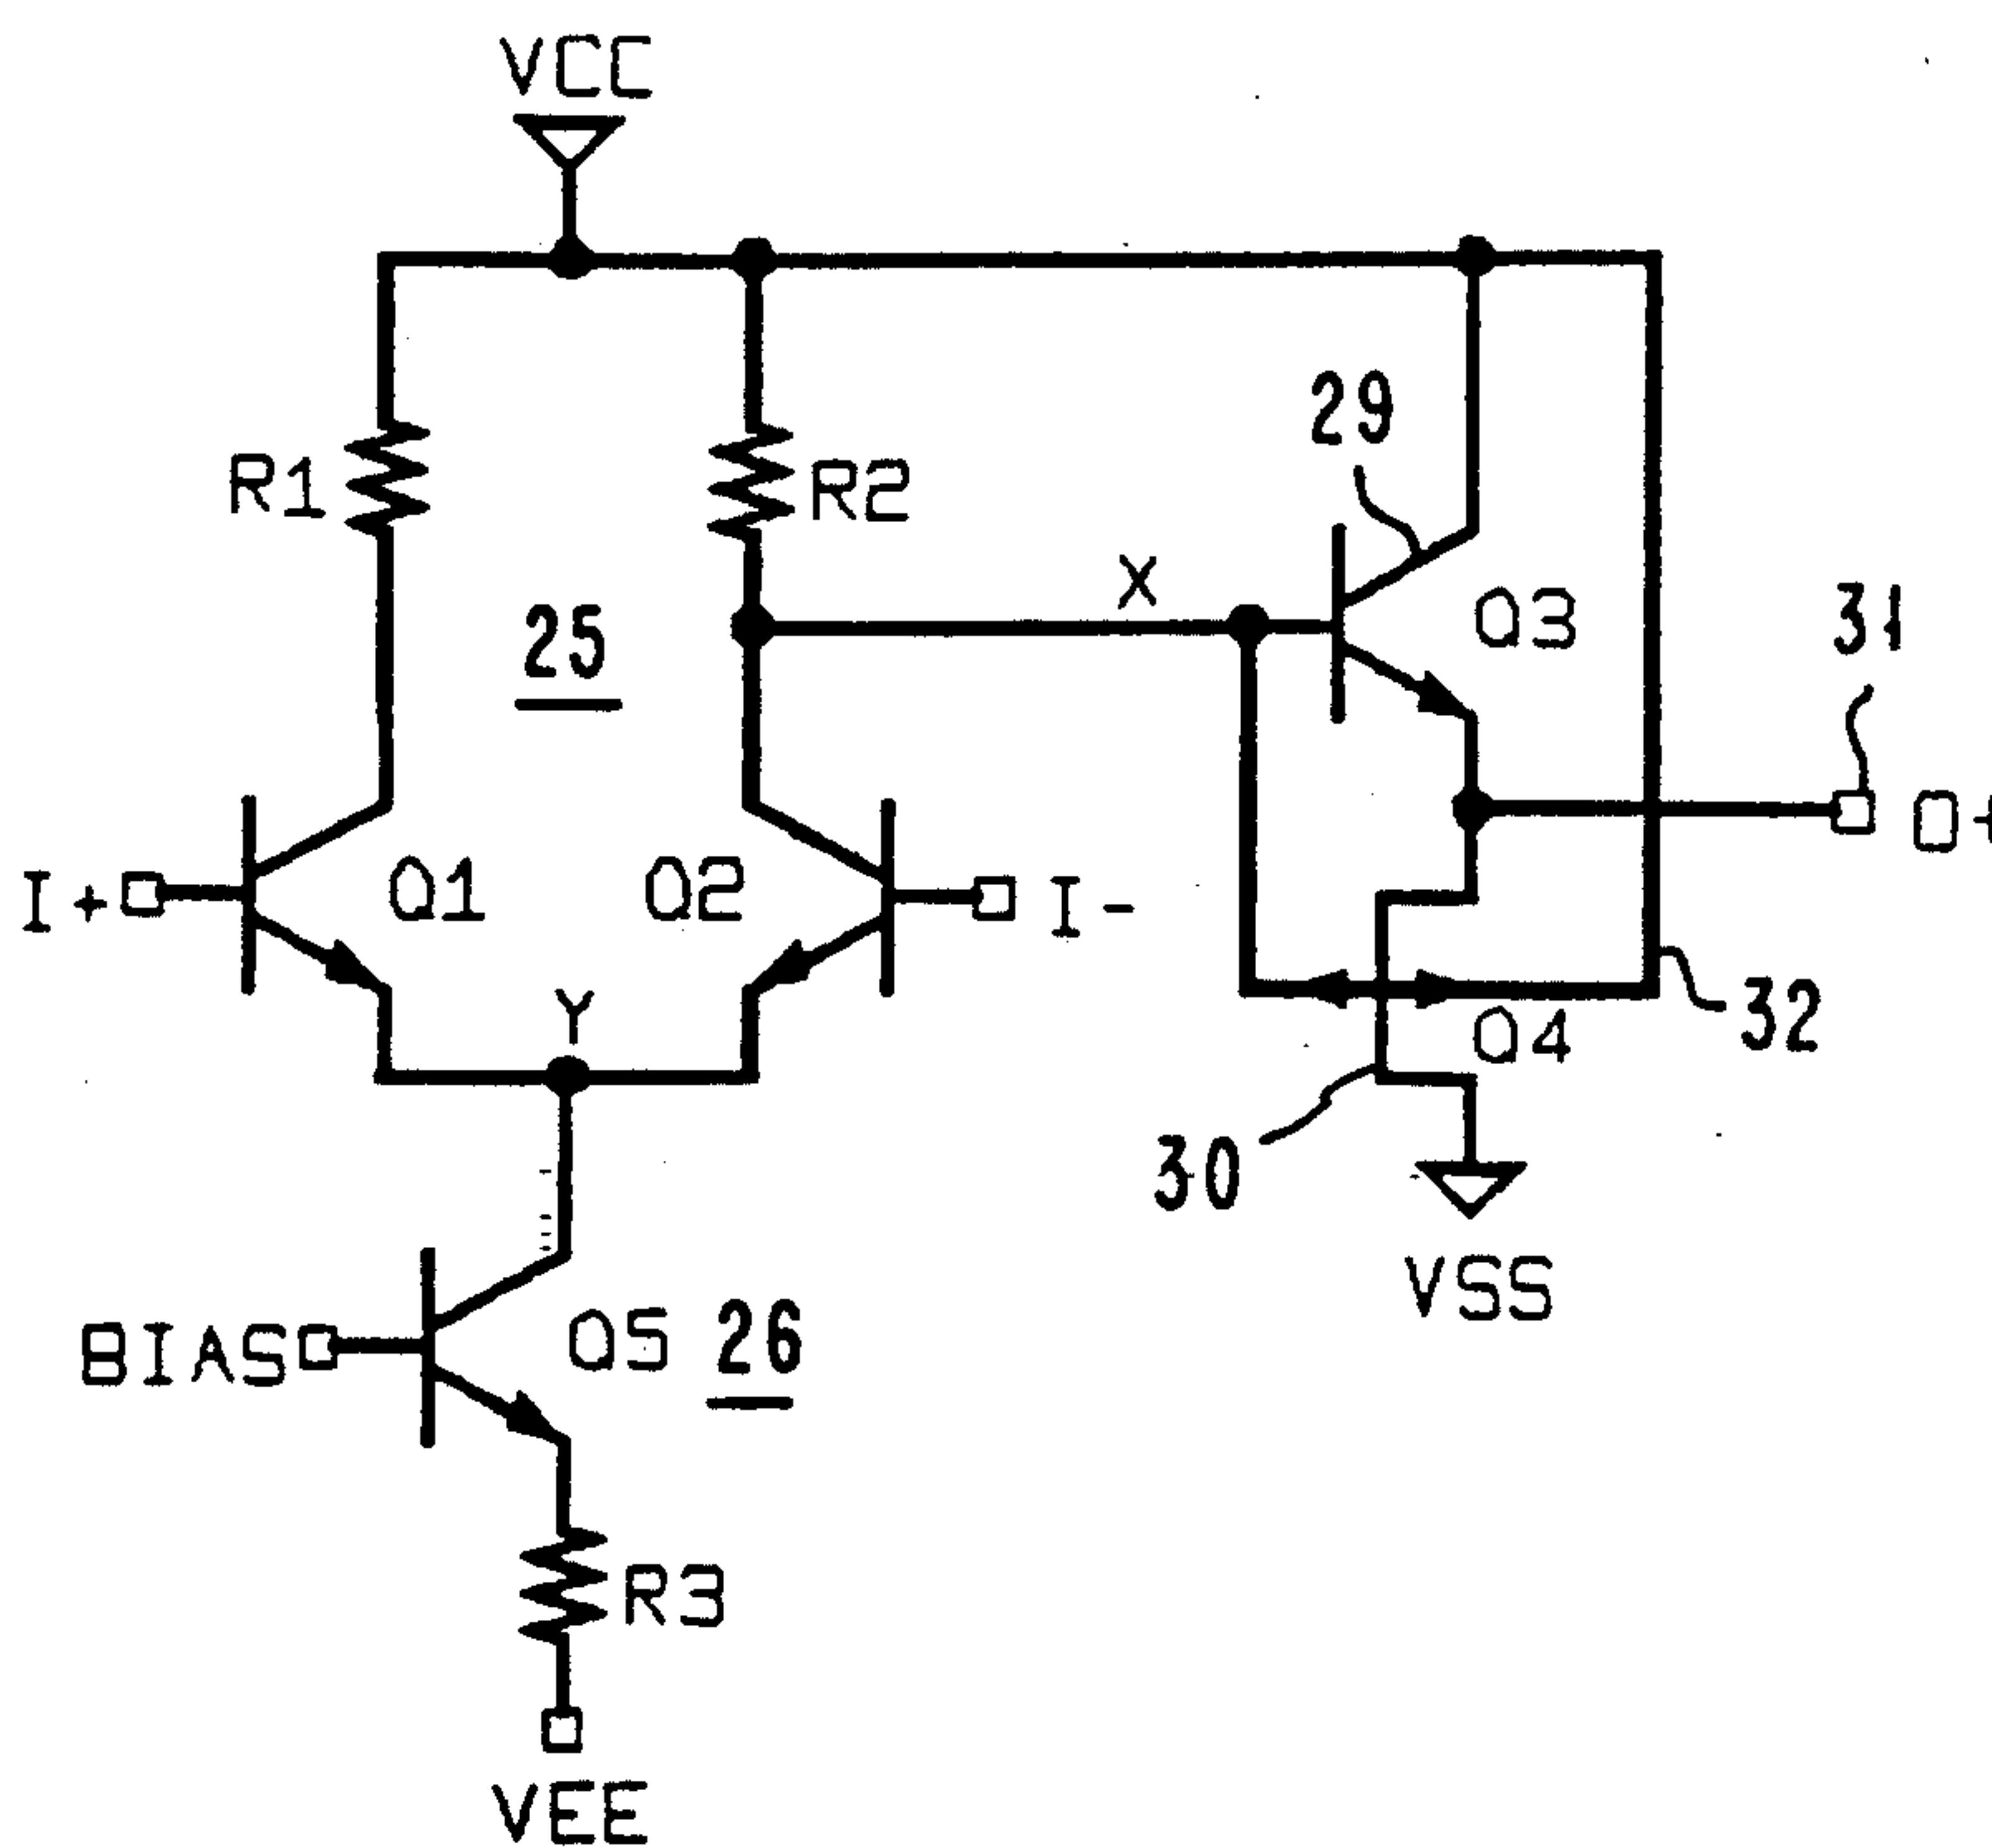 VCC
29
R1
R2
X
Q3
31
25
I+
Q1
Q2
I-
O+
Y
32
Q4
30
VSS
BIAS
Q5
26
R3
VEE